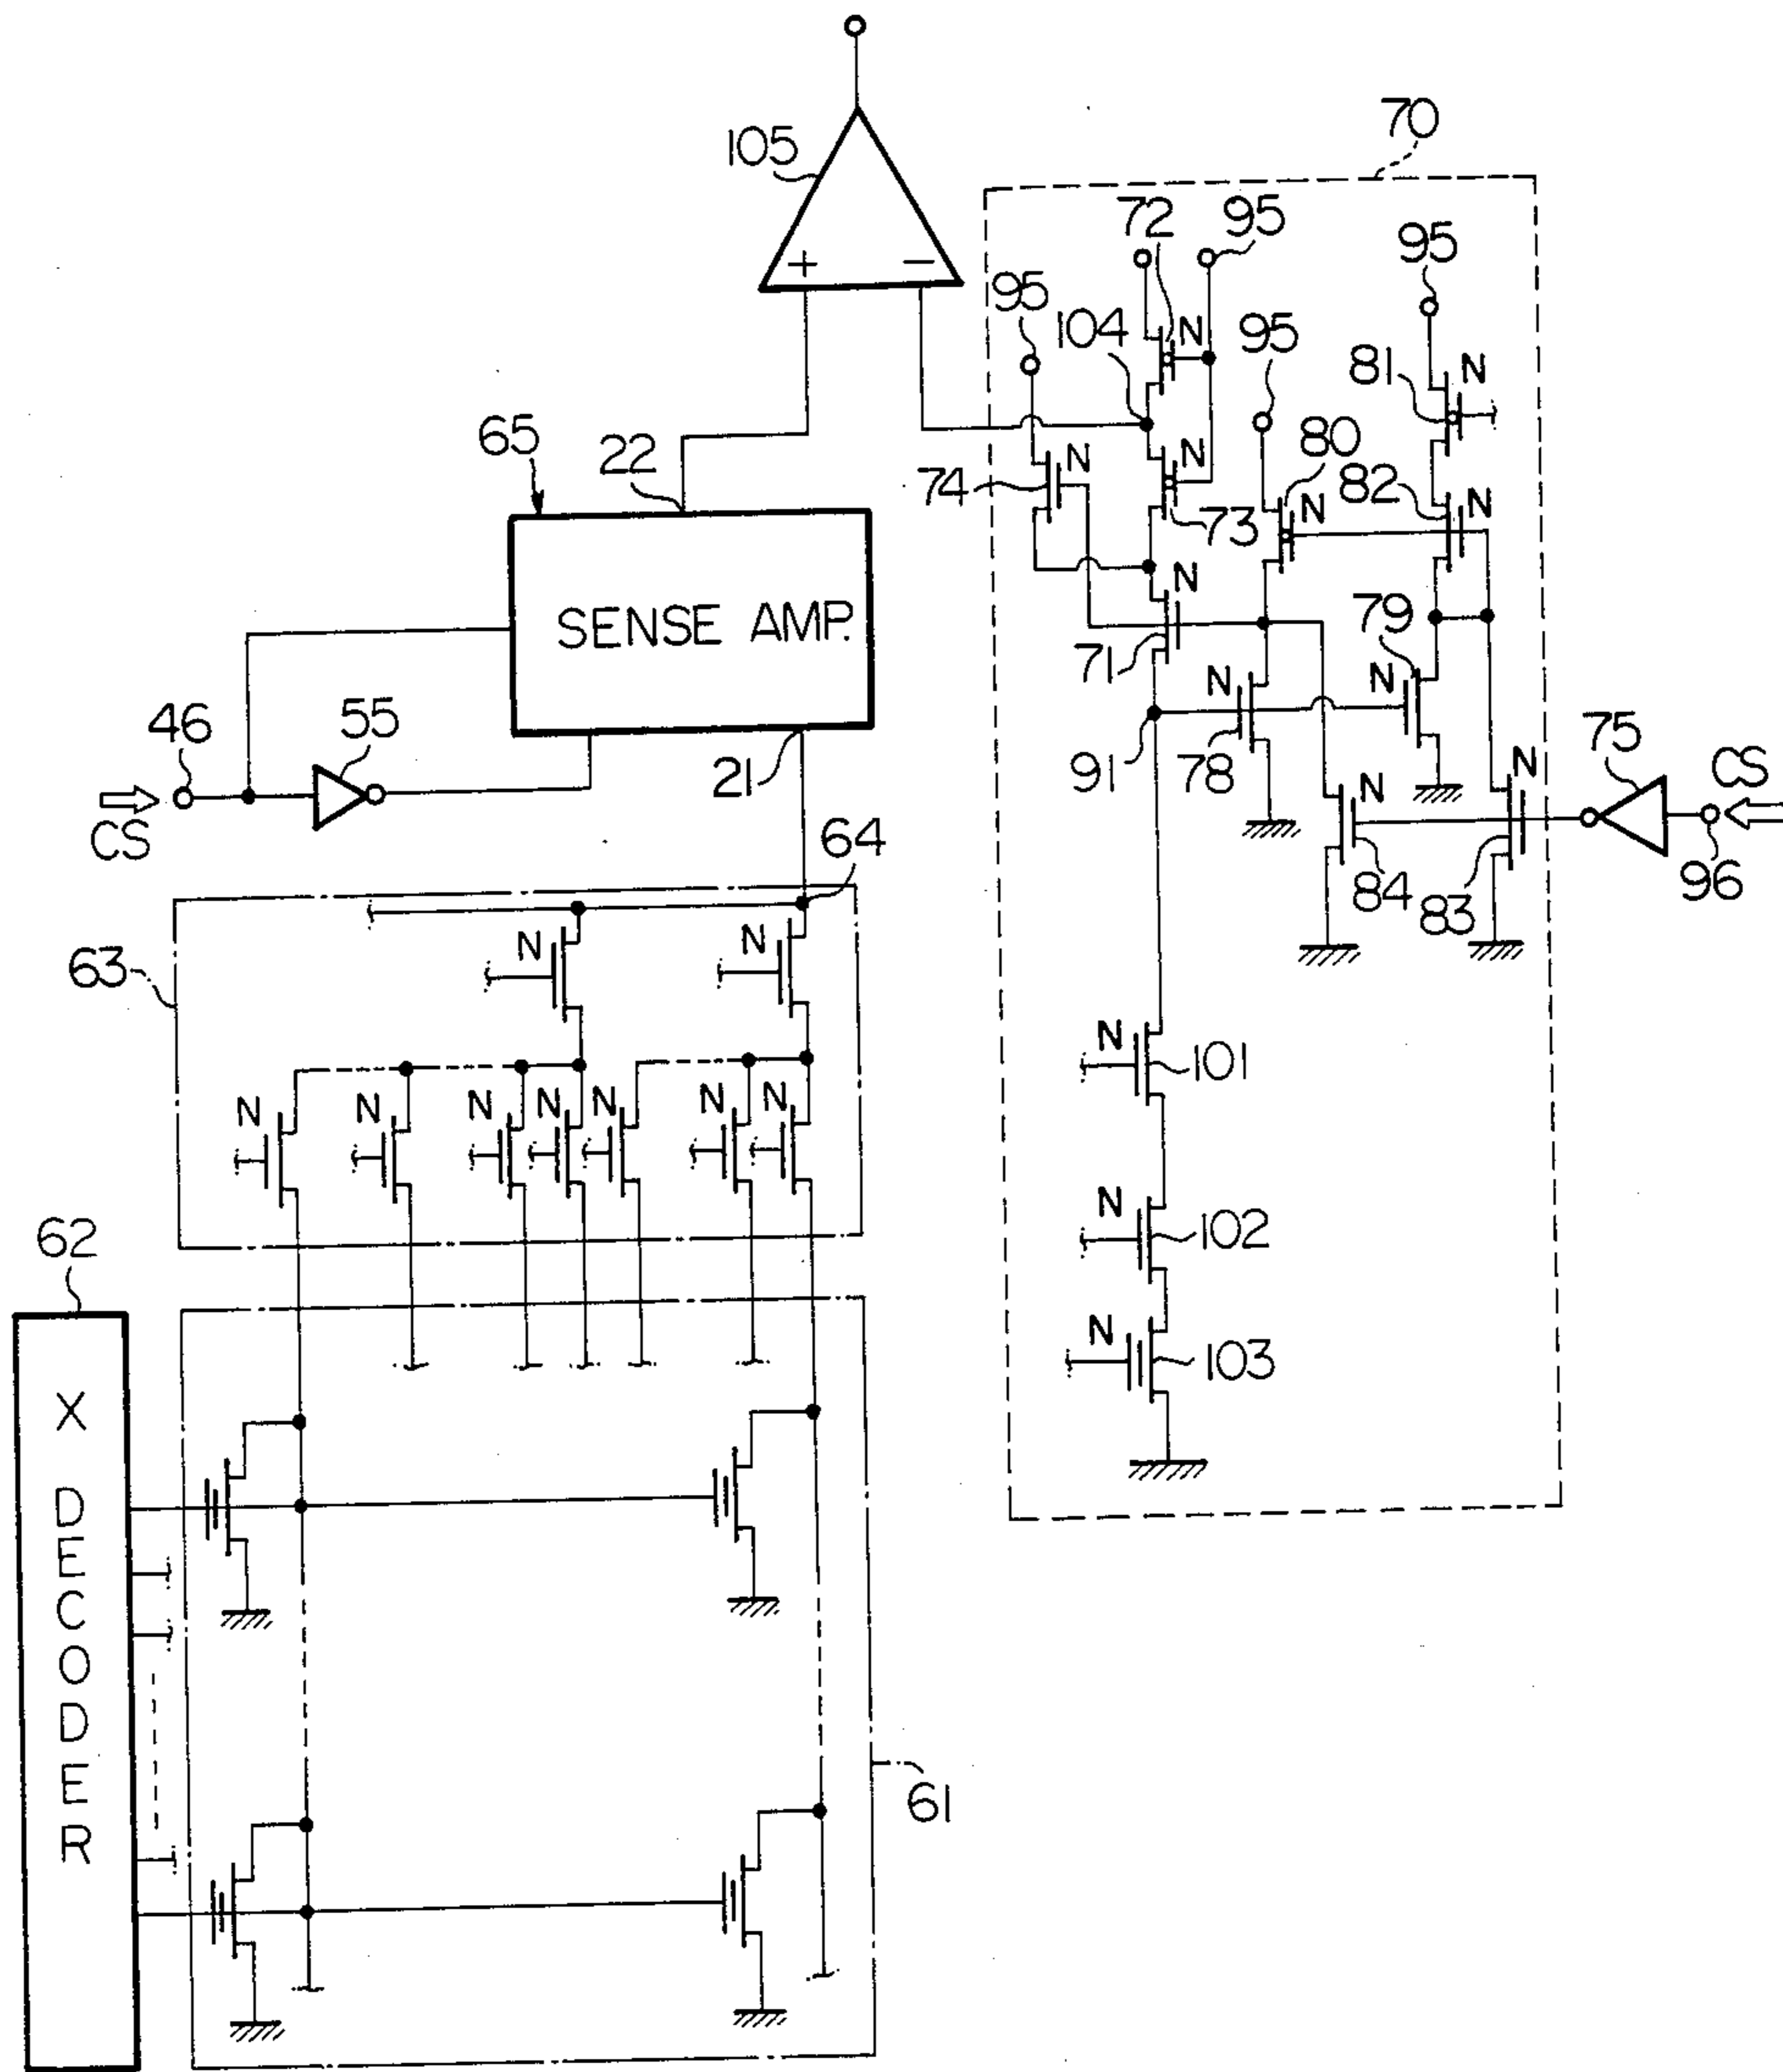 105
+ −
70
72
95
95
95
104
N
95
81
N
65
22
74
N
N
80
82
N
N
73
N
79
SENSE AMP.
71
N
N
46
55
21
91
78
75
CS
N
N
CS
64
84
83
96
63
N
N
N
101
N
N
N
N
N
N
N
62
N
102
N
103
X DECODER
61